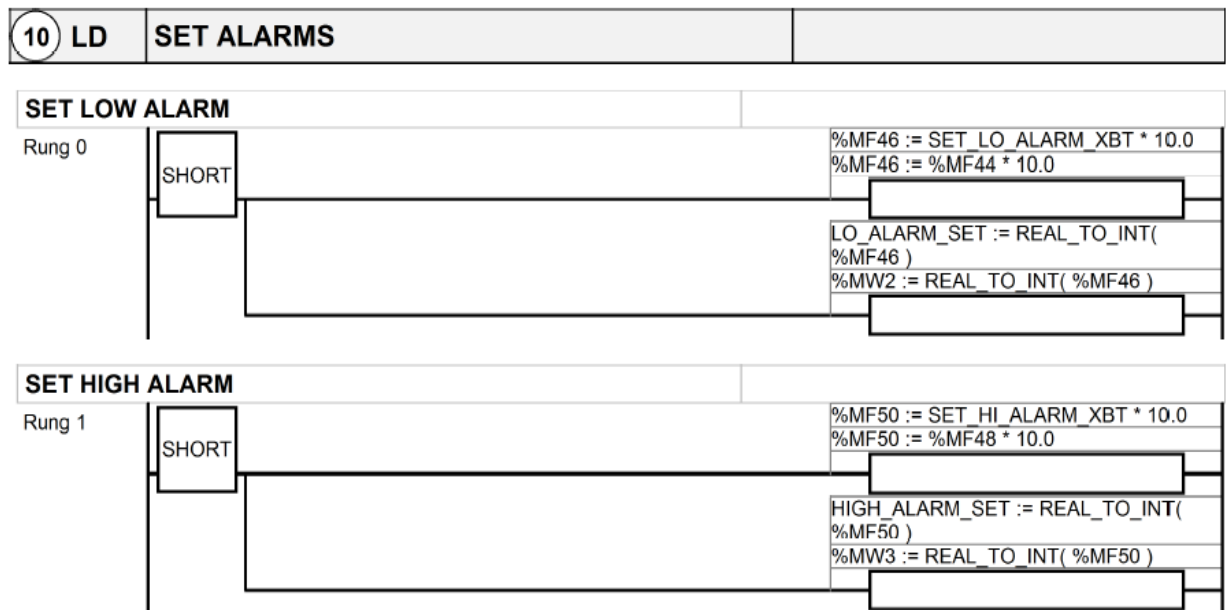 10 LD SET ALARMS
SET LOW ALARM
Rung 0
SHORT
%MF46 := SET_LO_ALARM_XBT * 10.0
%MF46 := %MF44 * 10.0
LO_ALARM_SET := REAL_TO_INT(
%MF46 )
%MW2 := REAL_TO_INT( %MF46 )
SET HIGH ALARM
Rung 1
SHORT
%MF50 := SET_HI_ALARM_XBT * 10.0
%MF50 := %MF48 * 10.0
HIGH_ALARM_SET := REAL_TO_INT(
%MF50 )
%MW3 := REAL_TO_INT( %MF50 )